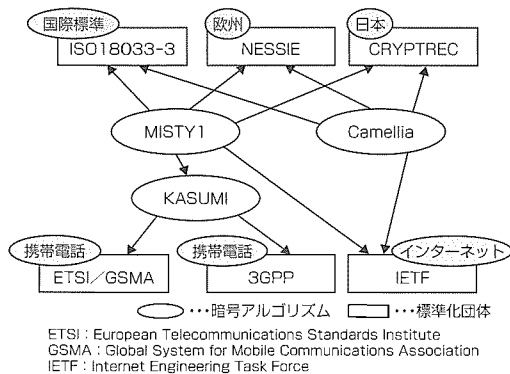 国際標準 欧州 日本
ISO18033-3 NESSIE CRYPTREC
MISTY1 Camellia
KASUMI
携帯電話 携帯電話 インターネット
ETSI/GSMA 3GPP IETF
…暗号アルゴリズム …標準化団体
ETSI：European Telecommunications Standards Institute
GSMA：Global System for Mobile Communications Association
IETF：Internet Engineering Task Force